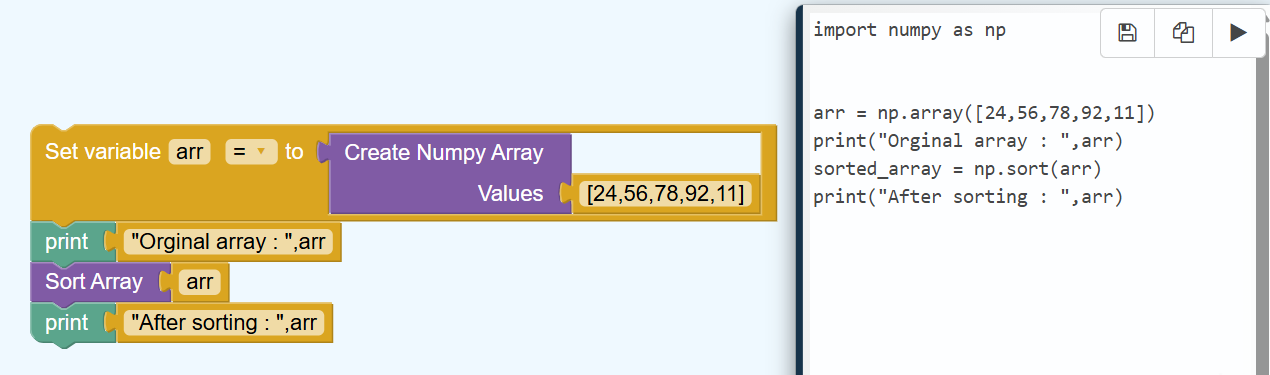 Set variable arr = to Create Numpy Array
Values [24,56,78,92,11]
print "Orginal array : ",arr
Sort Array arr
print "After sorting : ",arr
import numpy as np
arr = np.array([24,56,78,92,11])
print("Orginal array : ",arr)
sorted_array = np.sort(arr)
print("After sorting : ",arr)